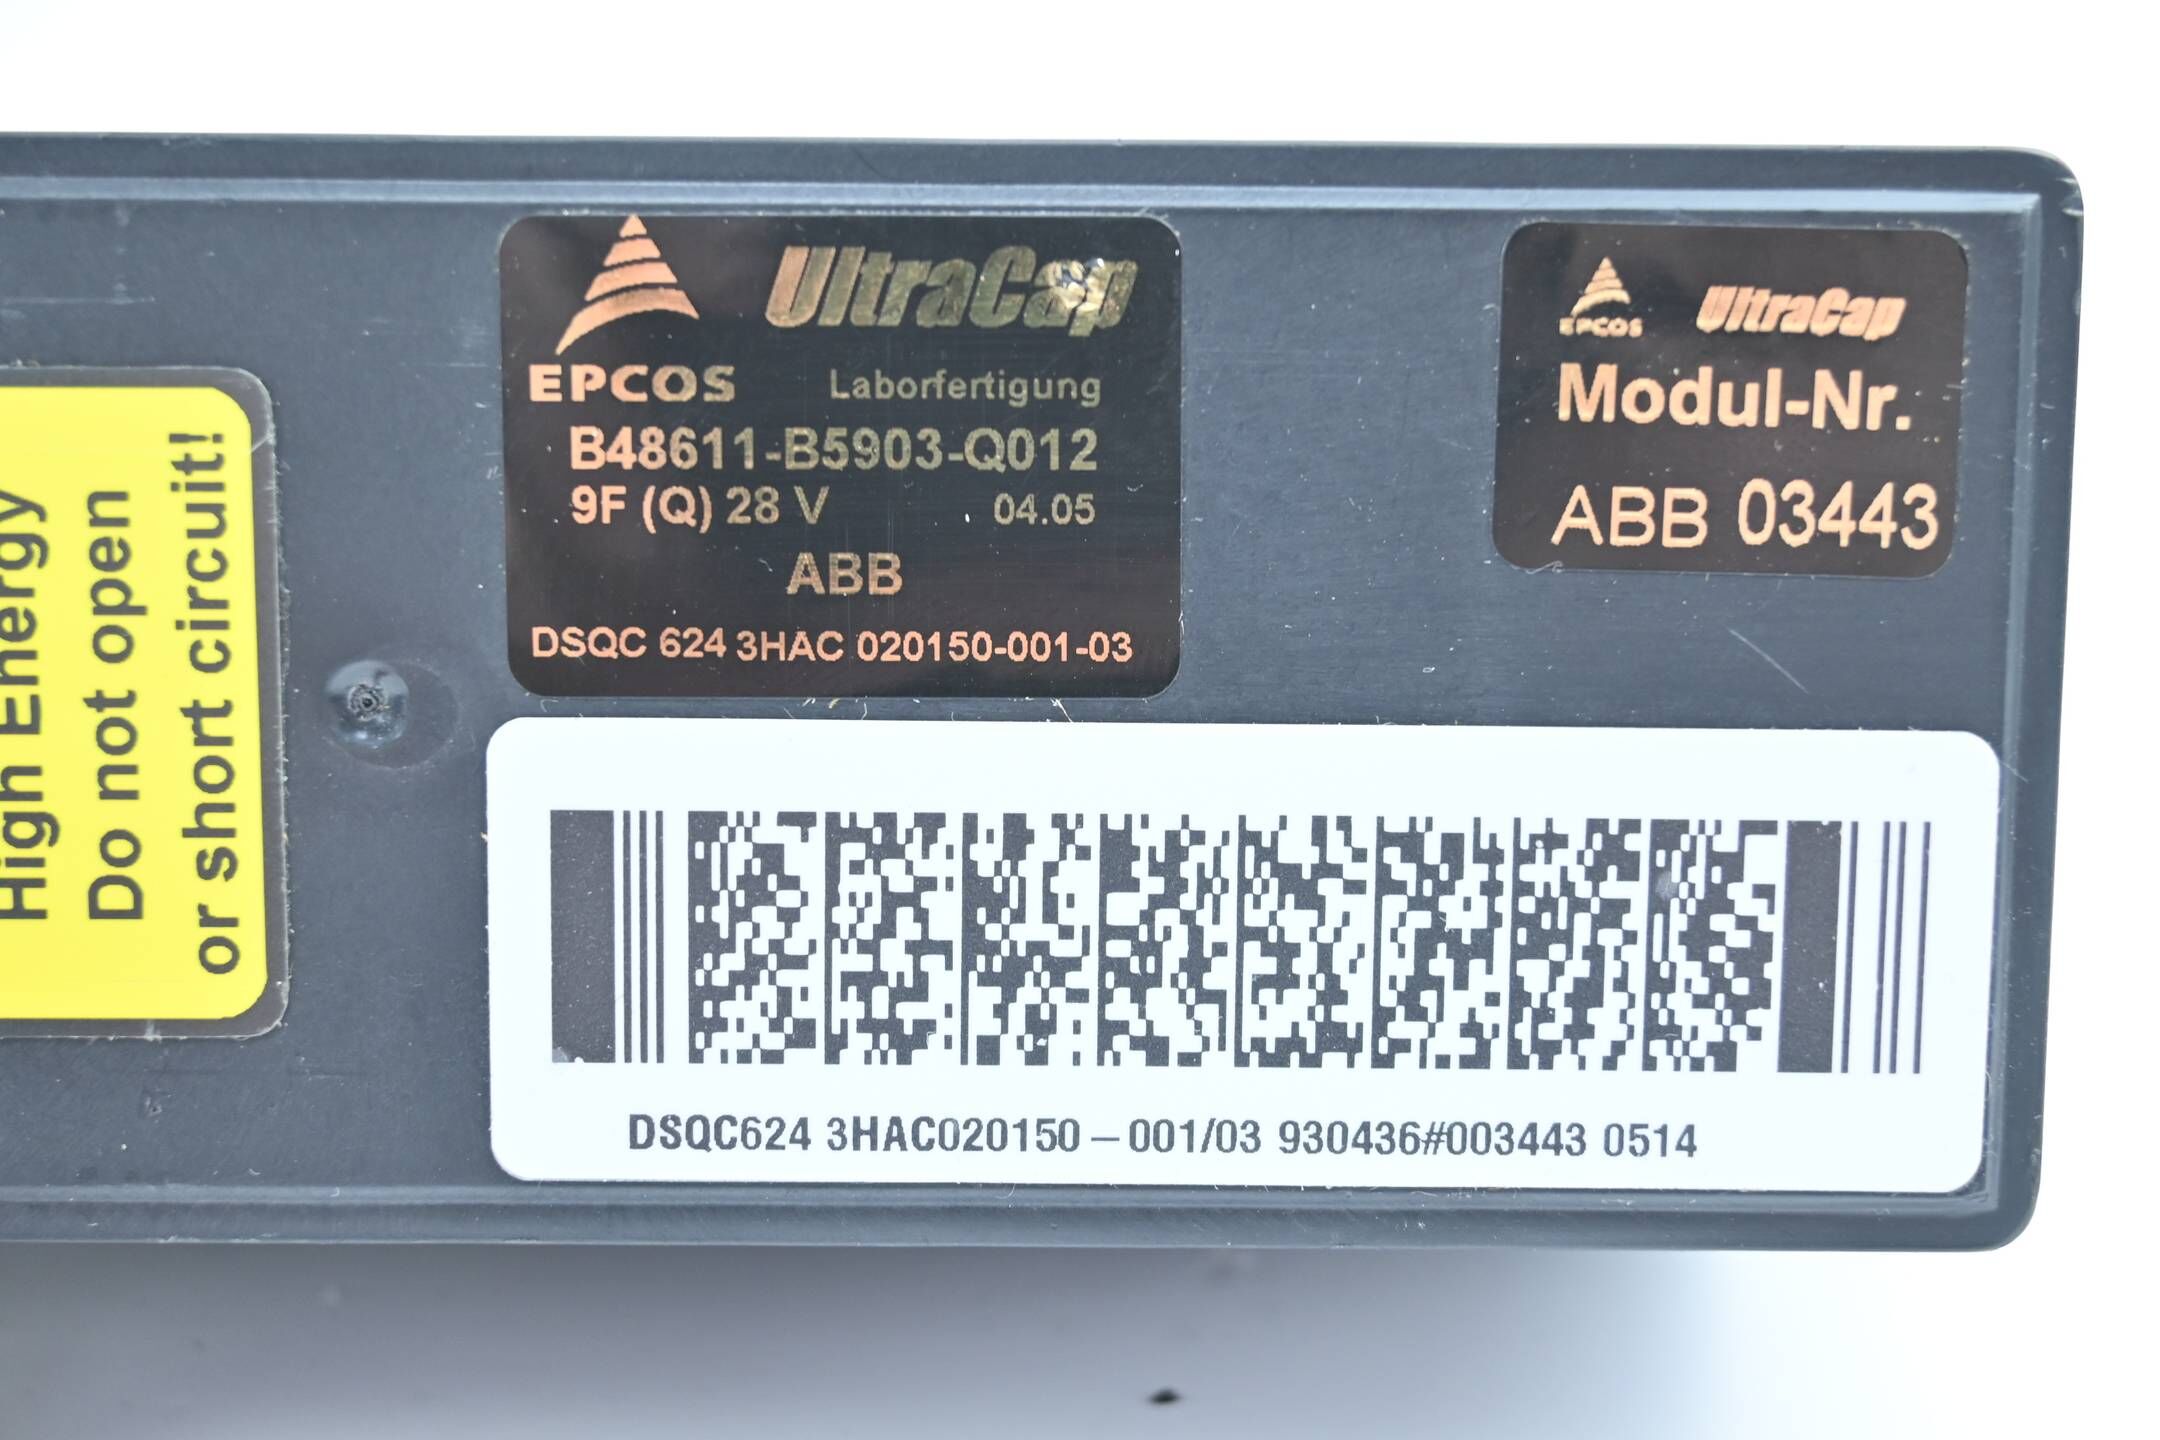 High Energy
Do not open
or short circuit!
UltraCap
EPCOS Laborfertigung
B48611-B5903-Q012
9F (Q) 28 V 04.05
ABB
DSQC 624 3HAC 020150-001-03
EPCOS UltraCap
Modul-Nr.
ABB 03443
DSQC624 3HAC020150 – 001/03 930436#003443 0514